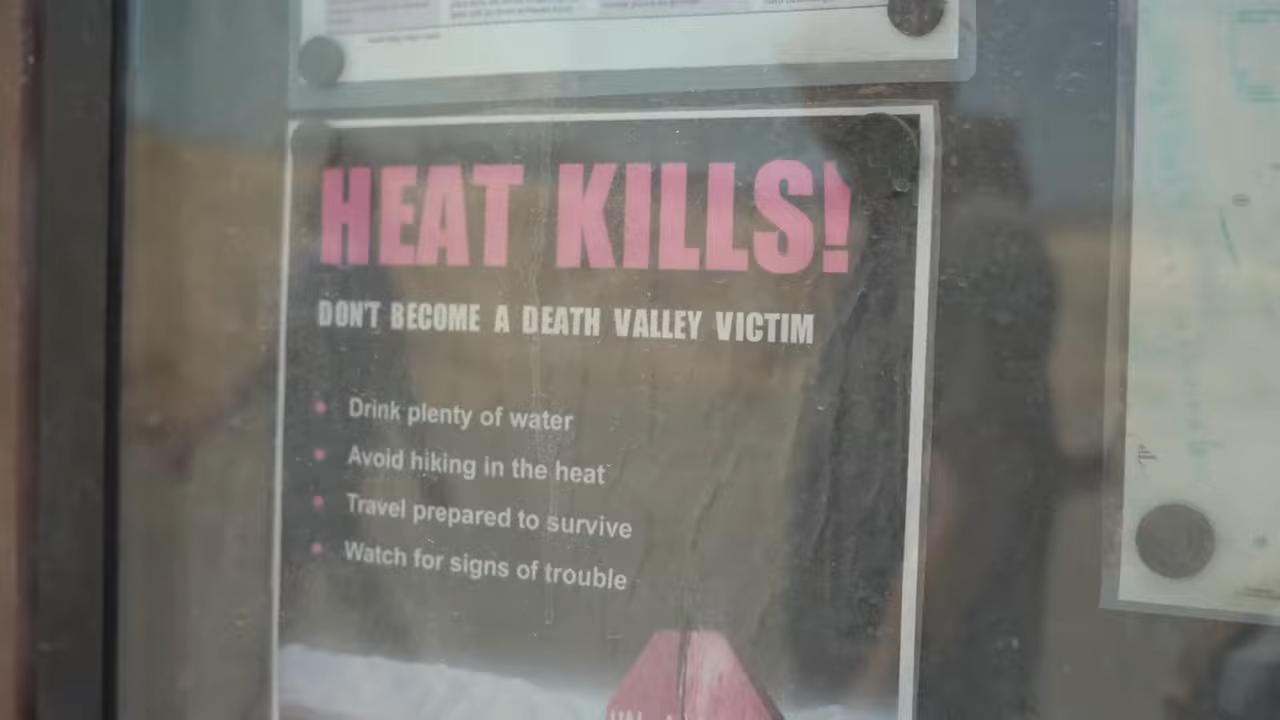 HEAT KILLS!
DON'T BECOME A DEATH VALLEY VICTIM
• Drink plenty of water
• Avoid hiking in the heat
• Travel prepared to survive
• Watch for signs of trouble